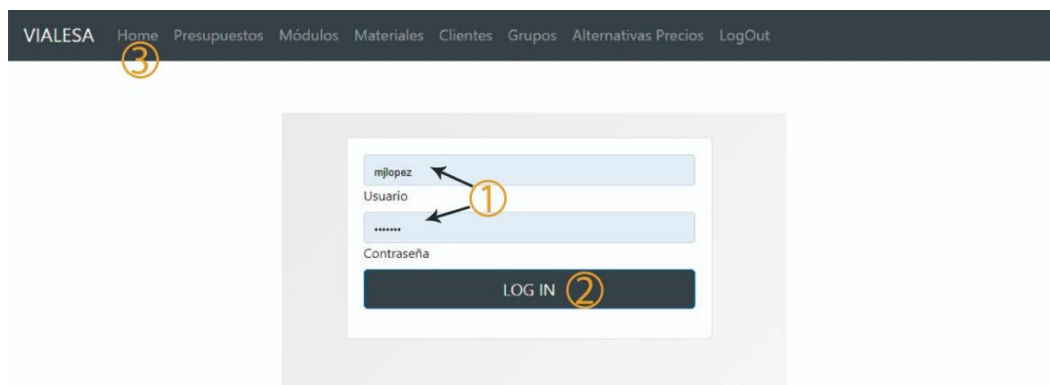 VIALESA Home Presupuestos Módulos Materiales Clientes Grupos Alternativas Precios LogOut
3
mjlopez
1
Usuario
•••••••
Contraseña
LOG IN 2